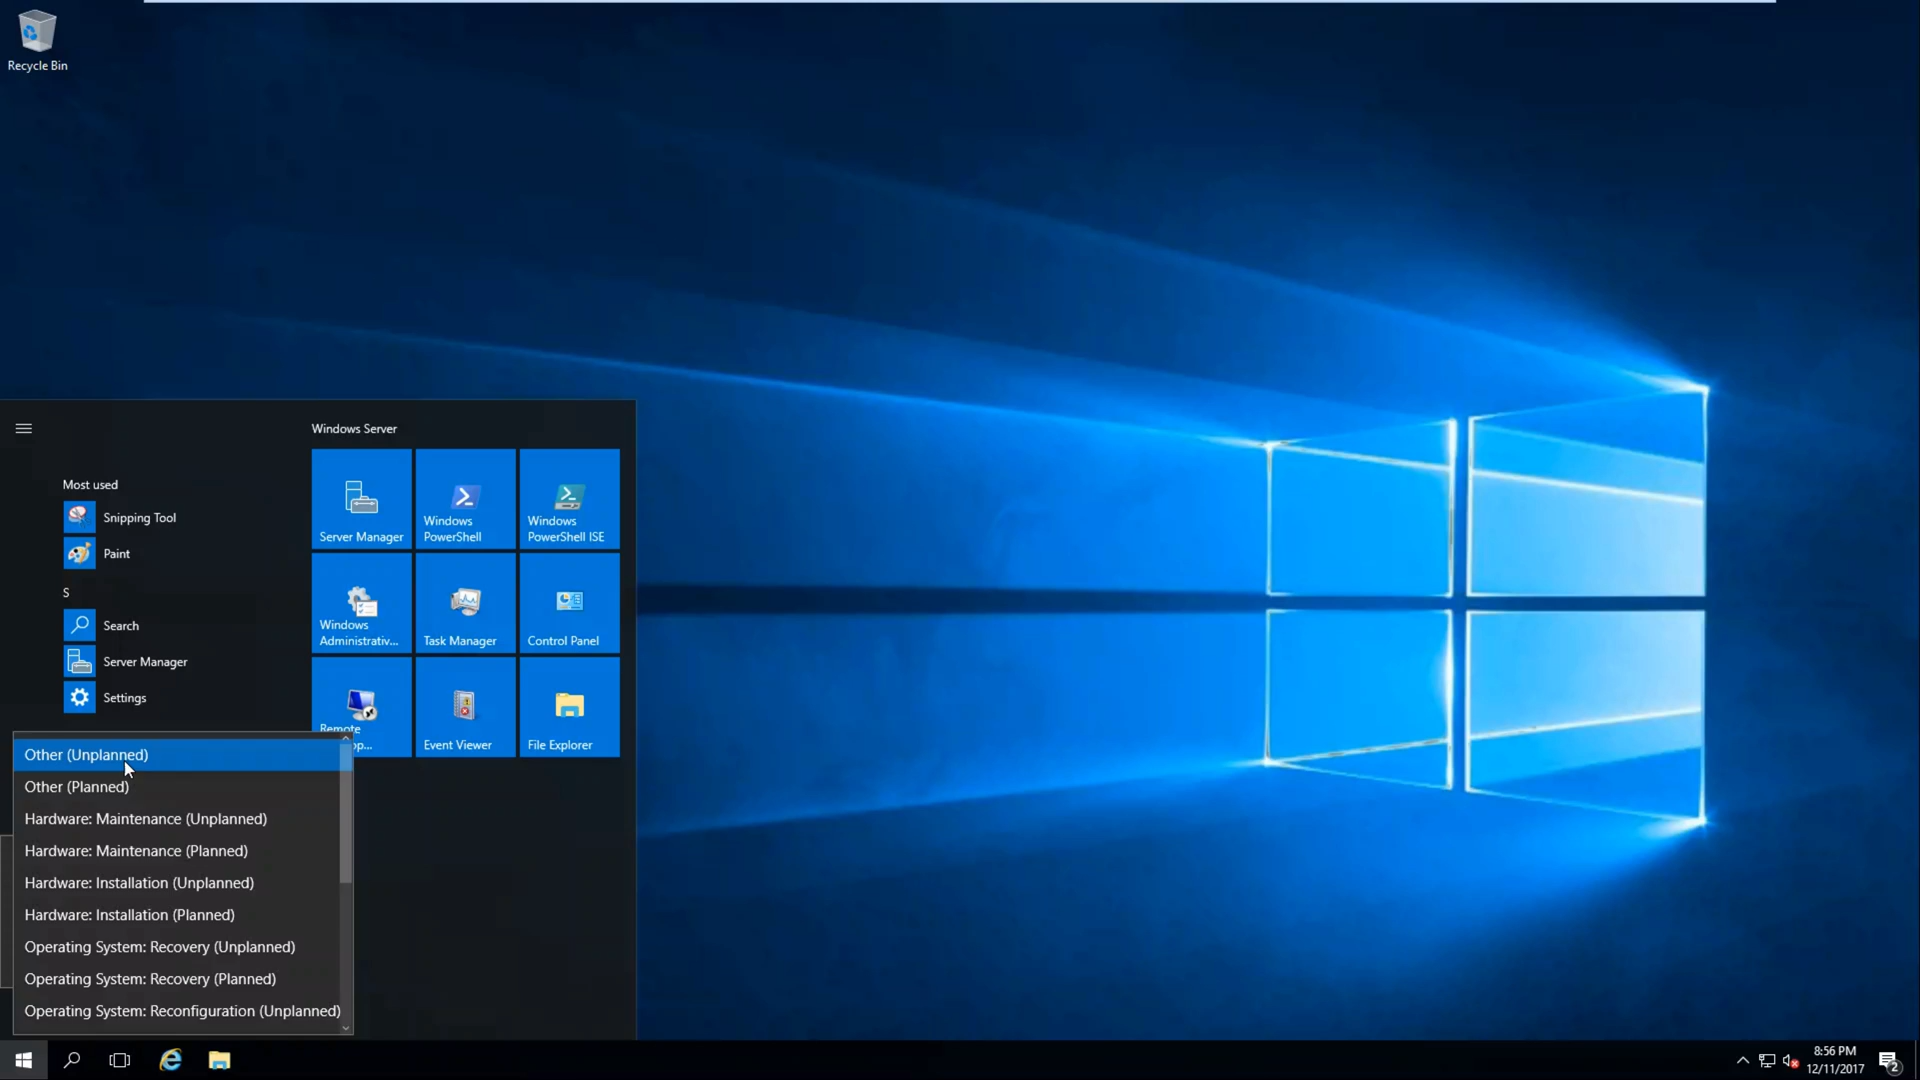 Recycle Bin
Windows Server
Most used
Snipping Tool
Paint
S
Search
Server Manager
Settings
Server Manager
Windows
PowerShell
Windows
PowerShell ISE
Windows
Administrativ...
Task Manager
Control Panel
Remote
Event Viewer
File Explorer
Other (Unplanned)
Other (Planned)
Hardware: Maintenance (Unplanned)
Hardware: Maintenance (Planned)
Hardware: Installation (Unplanned)
Hardware: Installation (Planned)
Operating System: Recovery (Unplanned)
Operating System: Recovery (Planned)
Operating System: Reconfiguration (Unplanned)
8:56 PM
12/11/2017
2